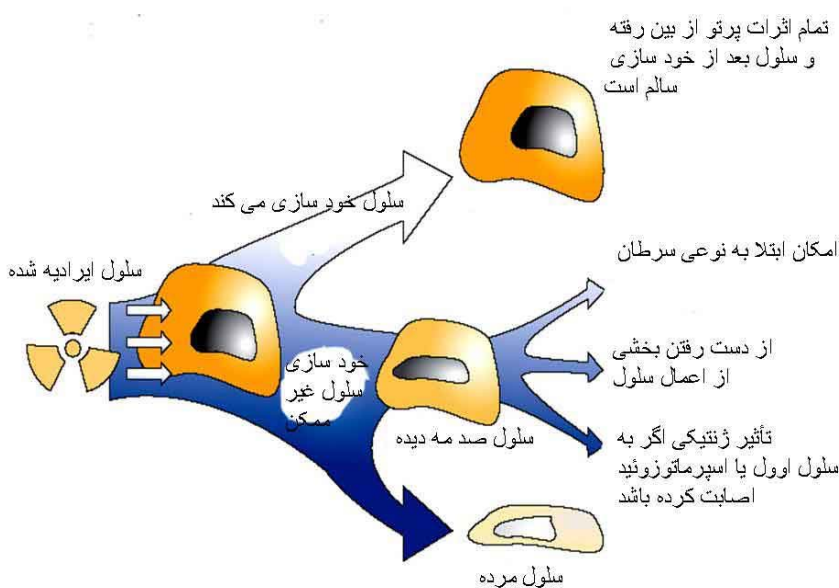 تمام اثرات پرتو از بین رفته
و سلول بعد از خود سازی
سالم است
سلول خود سازی می کند
امکان ابتلا به نوعی سرطان
سلول ایرادیه شده
خود سازی
سلول غیر
ممکن
از دست رفتن بخشی
از اعمال سلول
سلول صد مه دیده
تأثیر ژنتیکی اگر به
سلول اوول یا اسپرماتوزوئید
اصابت کرده باشد
سلول مرده